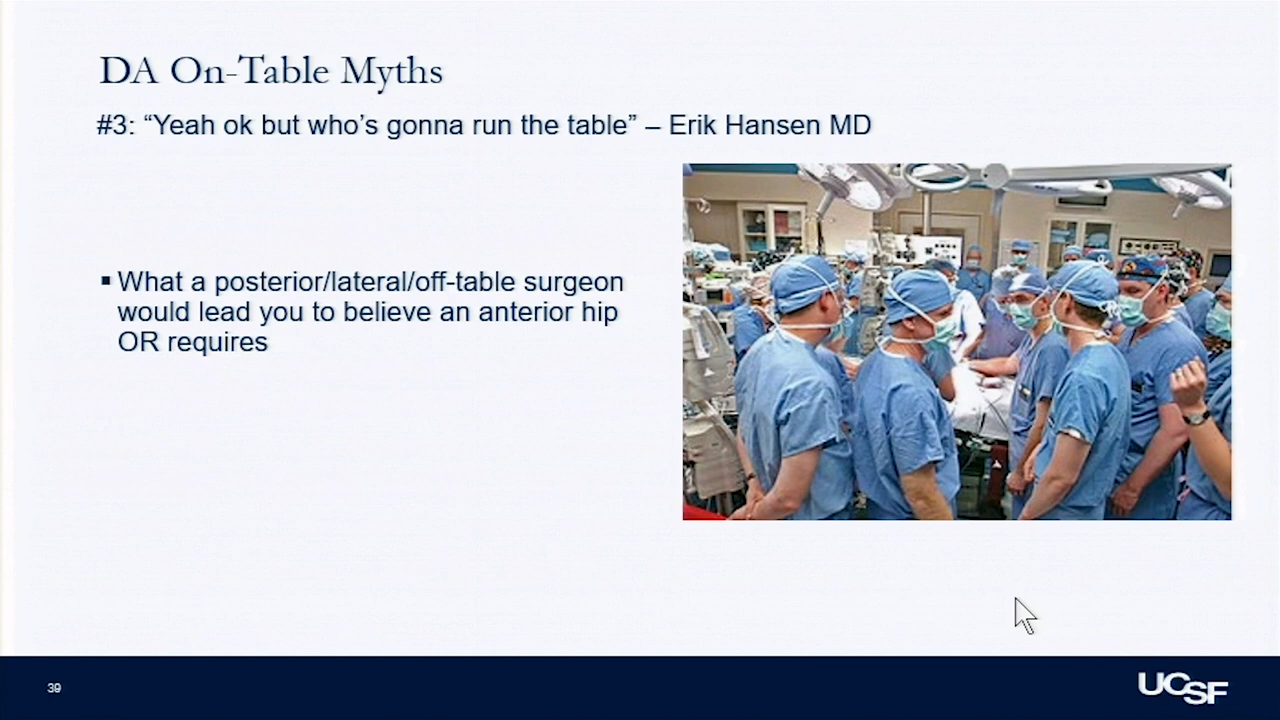 DA On-Table Myths
#3: “Yeah ok but who’s gonna run the table” – Erik Hansen MD
▪ What a posterior/lateral/off-table surgeon
would lead you to believe an anterior hip
OR requires
39
UCSF